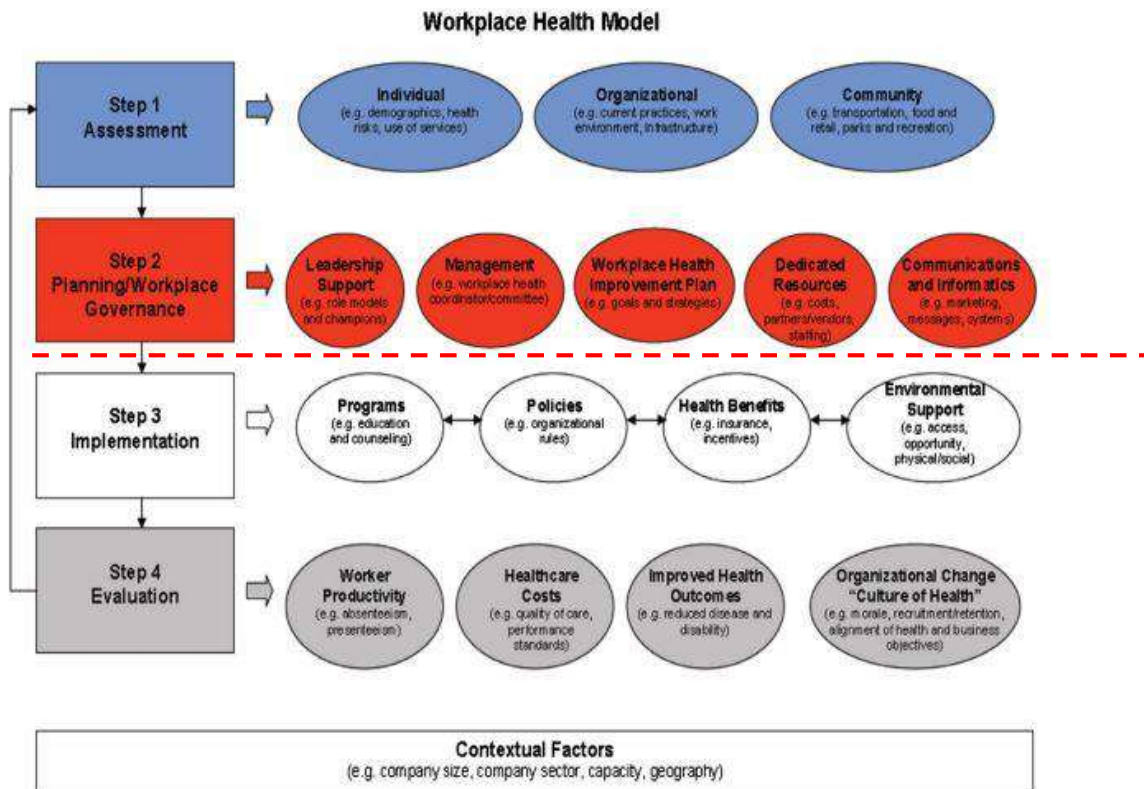 Workplace Health Model
Step 1
Assessment
Individual
(e.g. demographics, health
risks, use of services)
Organizational
(e.g. current practices, work
environment, infrastructure)
Community
(e.g. transportation, food and
retail, parks and recreation)
Step 2
Planning/Workplace
Governance
Leadership
Support
(e.g. role models
and champions)
Management
(e.g. workplace health
coordinator/committee)
Workplace Health
Improvement Plan
(e.g. goals and strategies)
Dedicated
Resources
(e.g. costs,
partners/vendors,
staffing)
Communications
and Informatics
(e.g. marketing,
messages, systems)
Step 3
Implementation
Programs
(e.g. education
and counseling)
Policies
(e.g. organizational
rules)
Health Benefits
(e.g. insurance,
incentives)
Environmental
Support
(e.g. access,
opportunity,
physical/social)
Step 4
Evaluation
Worker
Productivity
(e.g. absenteeism,
presenteeism)
Healthcare
Costs
(e.g. quality of care,
performance
standards)
Improved Health
Outcomes
(e.g. reduced disease and
disability)
Organizational Change
“Culture of Health”
(e.g. morale, recruitment/retention,
alignment of health and business
objectives)
Contextual Factors
(e.g. company size, company sector, capacity, geography)